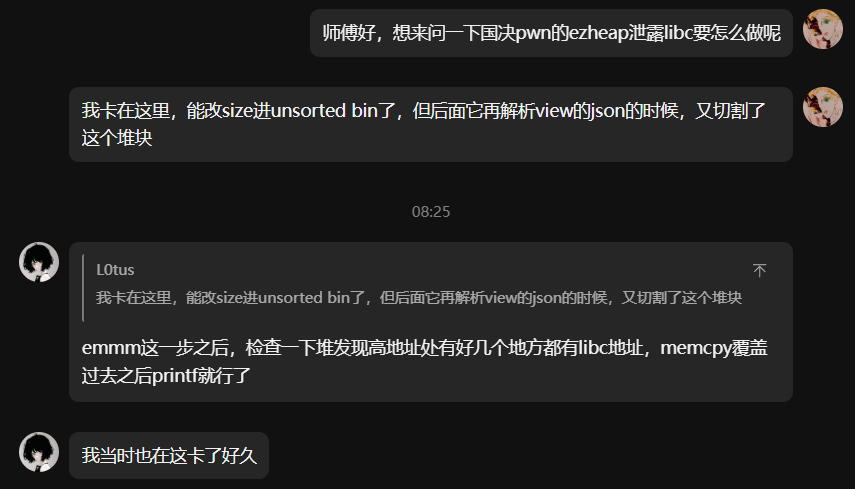 师傅好，想来问一下国决pwn的ezheap泄露libc要怎么做呢
我卡在这里，能改size进unsorted bin了，但后面它再解析view的json的时候，又切割了
这个堆块
08:25
L0tus
我卡在这里，能改size进unsorted bin了，但后面它再解析view的json的时候，又切割了这个堆块
emmm这一步之后，检查一下堆发现高地址处有好几个地方都有libc地址，memcpy覆盖
过去之后printf就行了
我当时也在这卡了好久